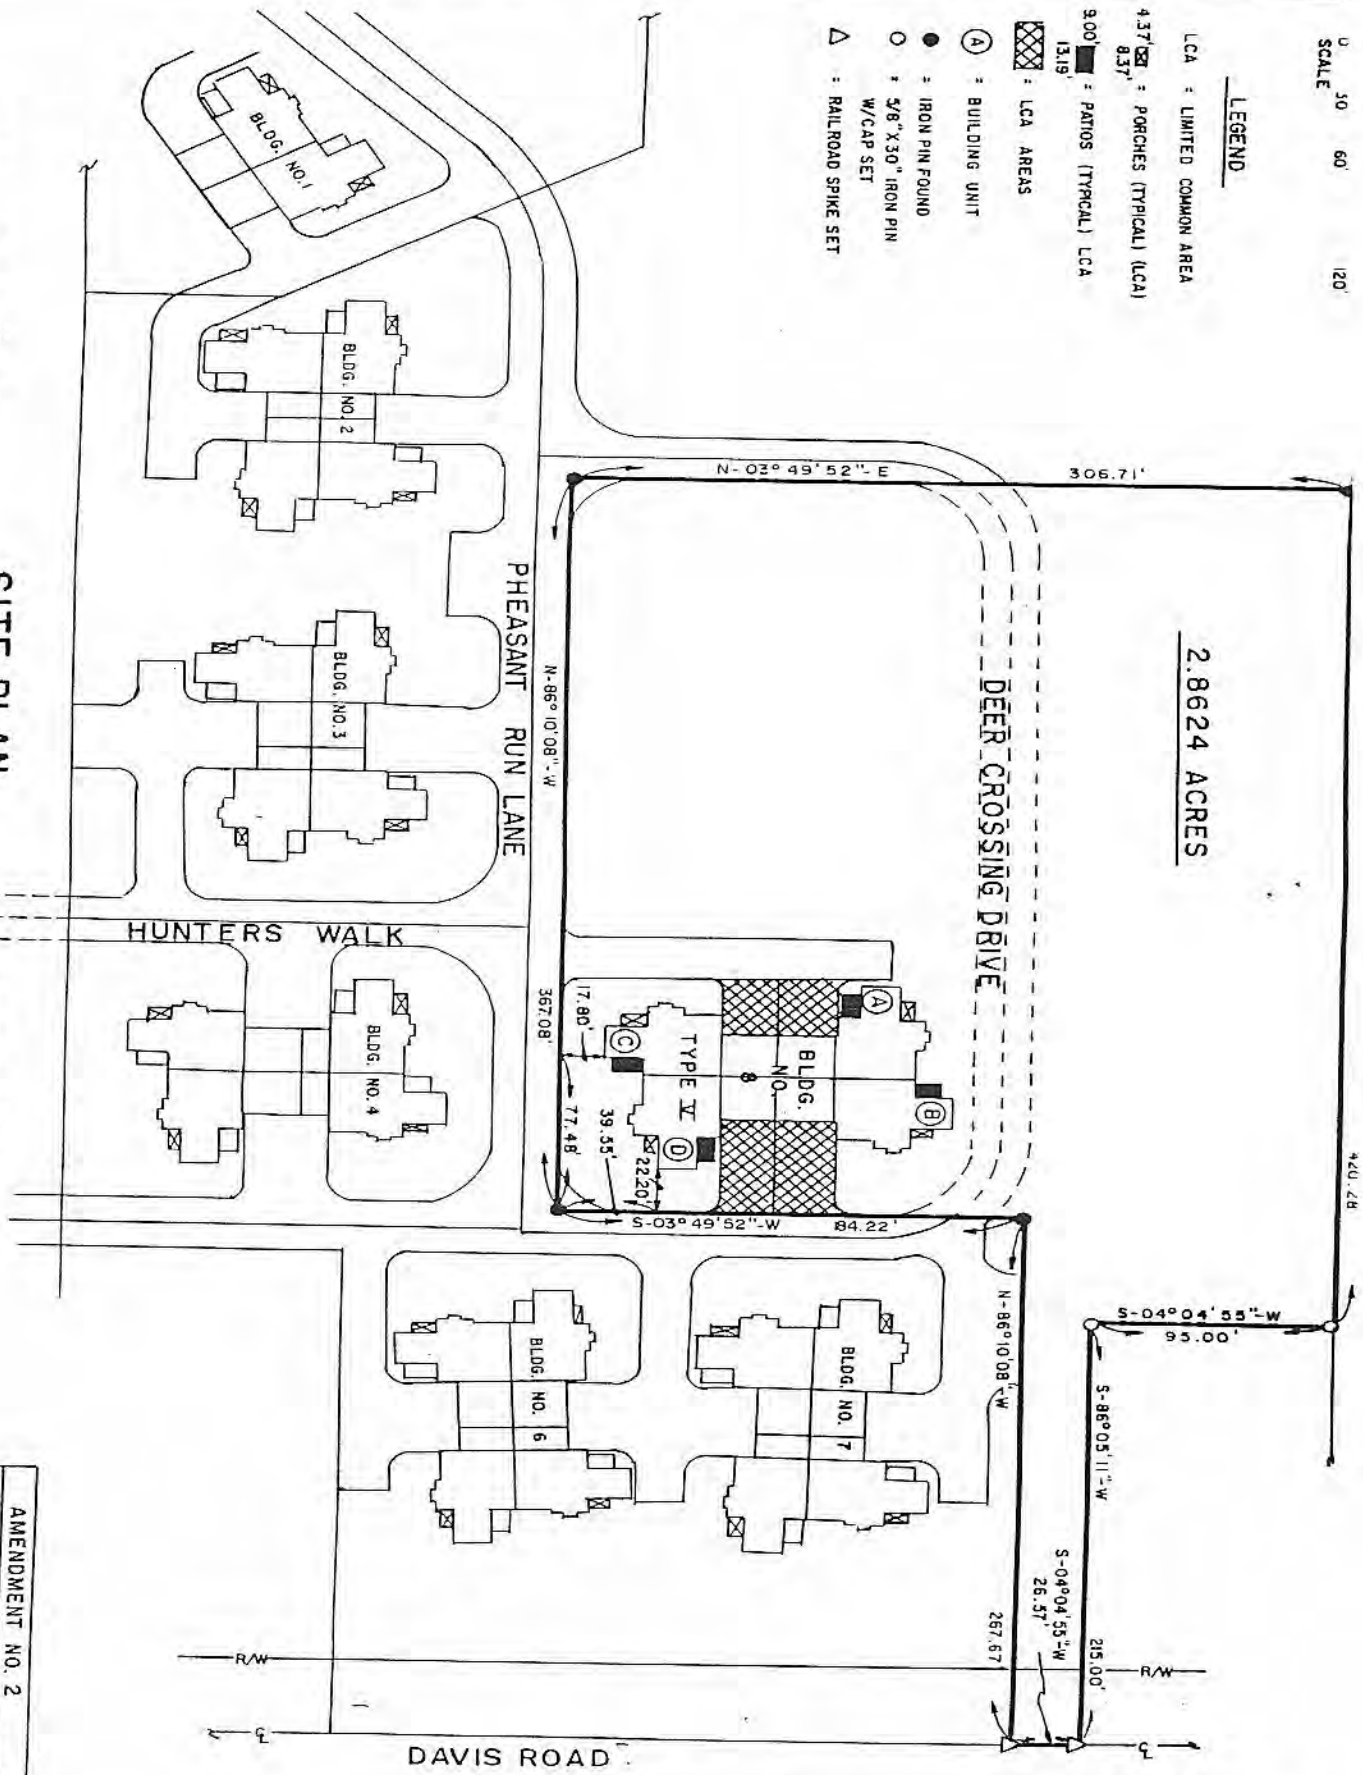 SCALE
60'
120'
LEGEND
LCA = LIMITED COMMON AREA
4.37'
8.37'
= PORCHES (TYPICAL) (LCA)
9.00'
13.19'
= PATIOS (TYPICAL) LCA
= LCA AREAS
A = BUILDING UNIT
= IRON PIN FOUND
= 5/8"X30" IRON PIN
W/CAP SET
= RAILROAD SPIKE SET
BLDG. NO.1
BLDG. NO. 2
BLDG. NO.3
BLDG. NO. 4
PHEASANT RUN LANE
HUNTERS WALK
N-03° 49' 52"-E
306.71'
2.8624 ACRES
DEER CROSSING DRIVE
N-86° 10' 08"-W
367.08'
17.80'
77.48'
39.55'
22.20'
A
B
C
D
BLDG.
NO.
8
TYPE V
S-03° 49' 52"-W
84.22'
S-04° 04' 55"-W
95.00'
N-86° 10' 08"-W
267.67
S-86° 05' 11"-W
215.00'
S-04° 04' 55"-W
26.57'
BLDG. NO. 6
BLDG. NO. 7
R/W
R/W
DAVIS ROAD
SITE PLAN
AMENDMENT NO. 2